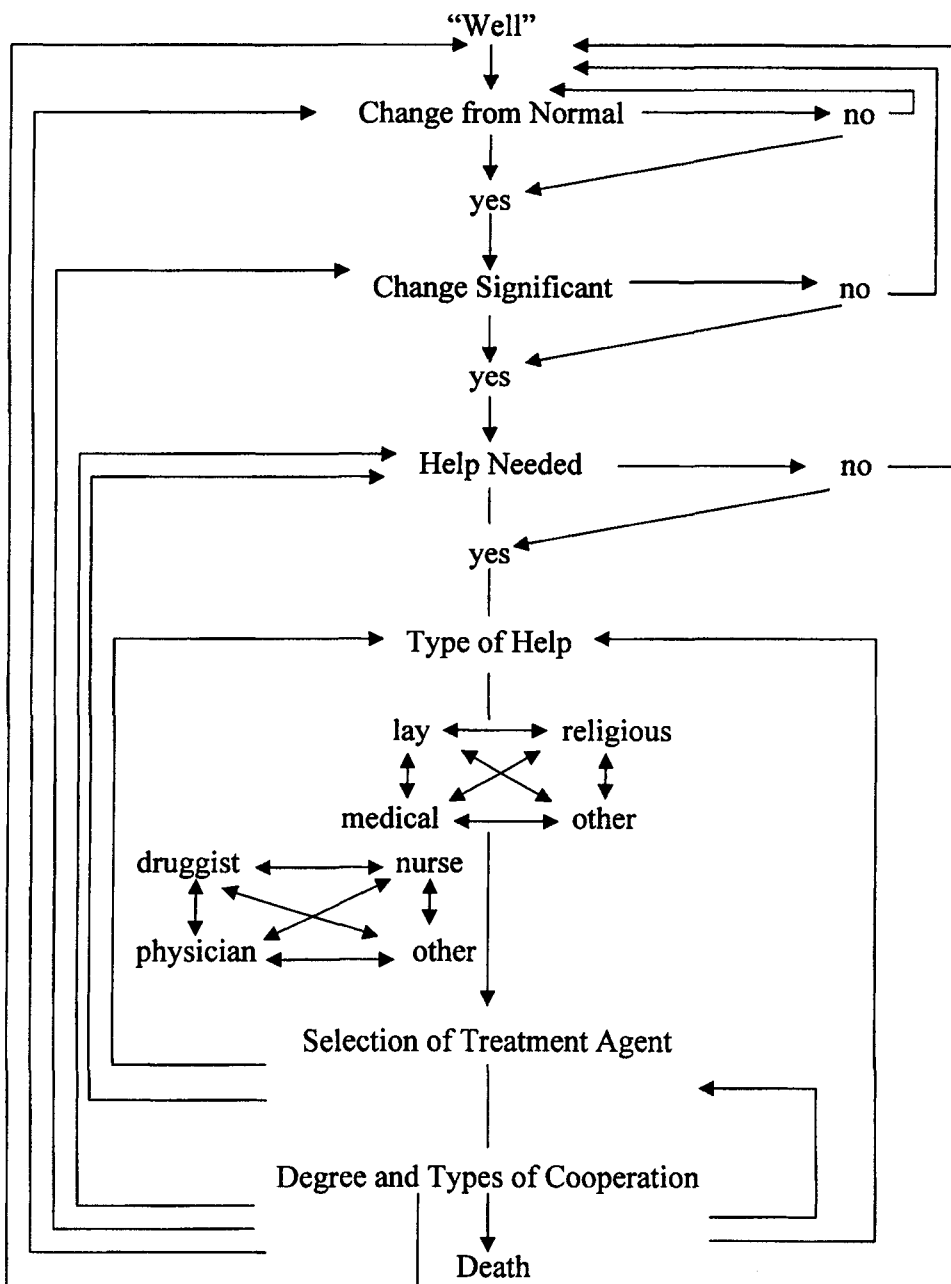 “Well”
Change from Normal no
yes
Change Significant no
yes
Help Needed no
yes
Type of Help
lay religious
medical other
druggist nurse
physician other
Selection of Treatment Agent
Degree and Types of Cooperation
Death